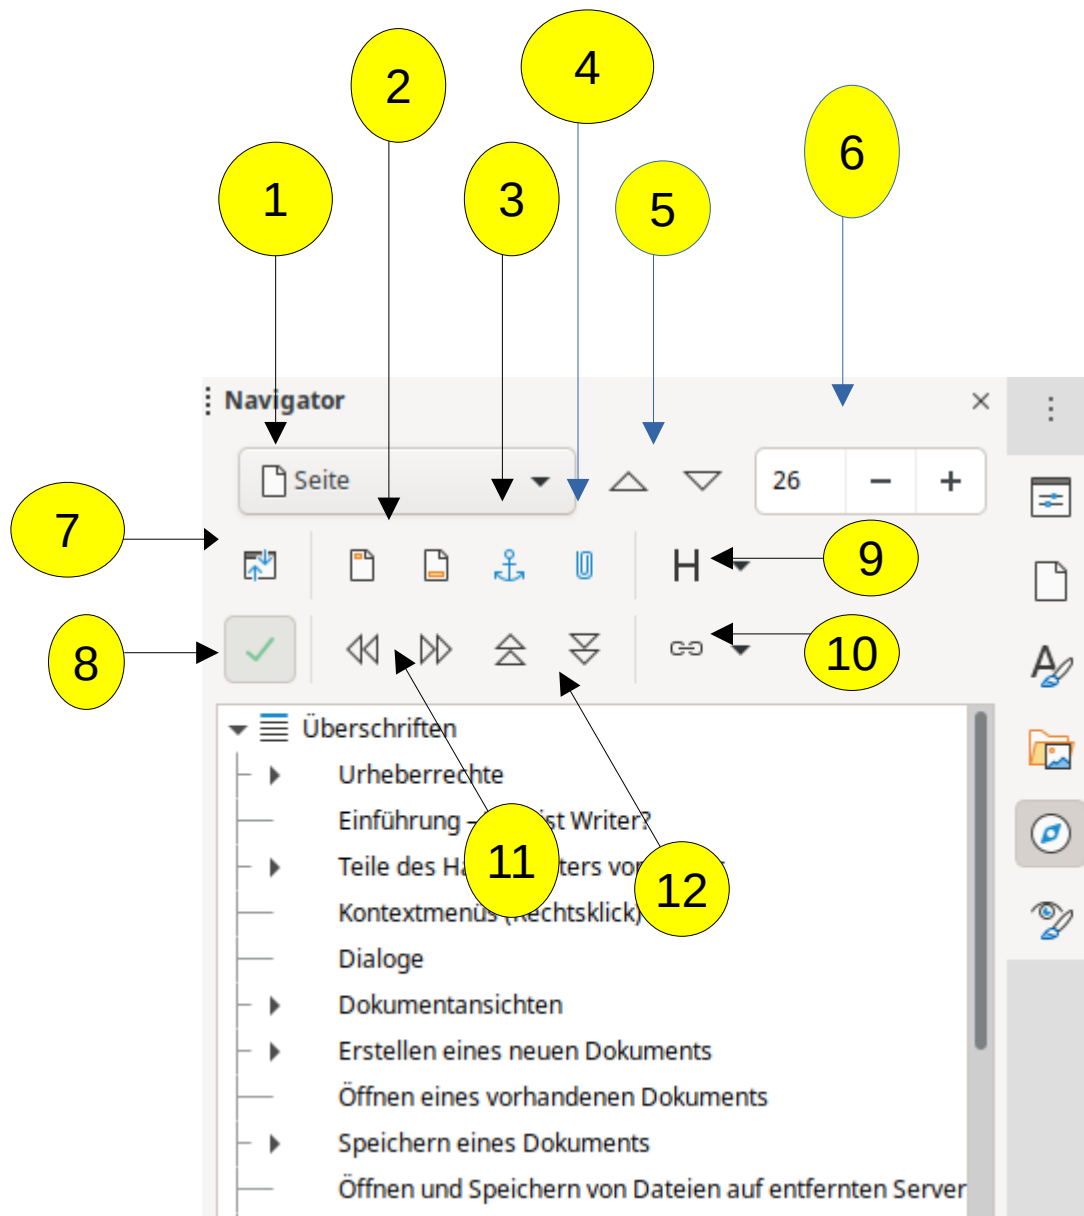 4
2
6
1
3
5
Navigator
Seite
26
7
9
H
8
10
Überschriften
Urheberrechte
Einführung – ist Writer?
11
Teile des
12
Kontextmenüs (Rechtsklick)
Dialoge
Dokumentansichten
Erstellen eines neuen Dokuments
Öffnen eines vorhandenen Dokuments
Speichern eines Dokuments
Öffnen und Speichern von Dateien auf entfernten Server